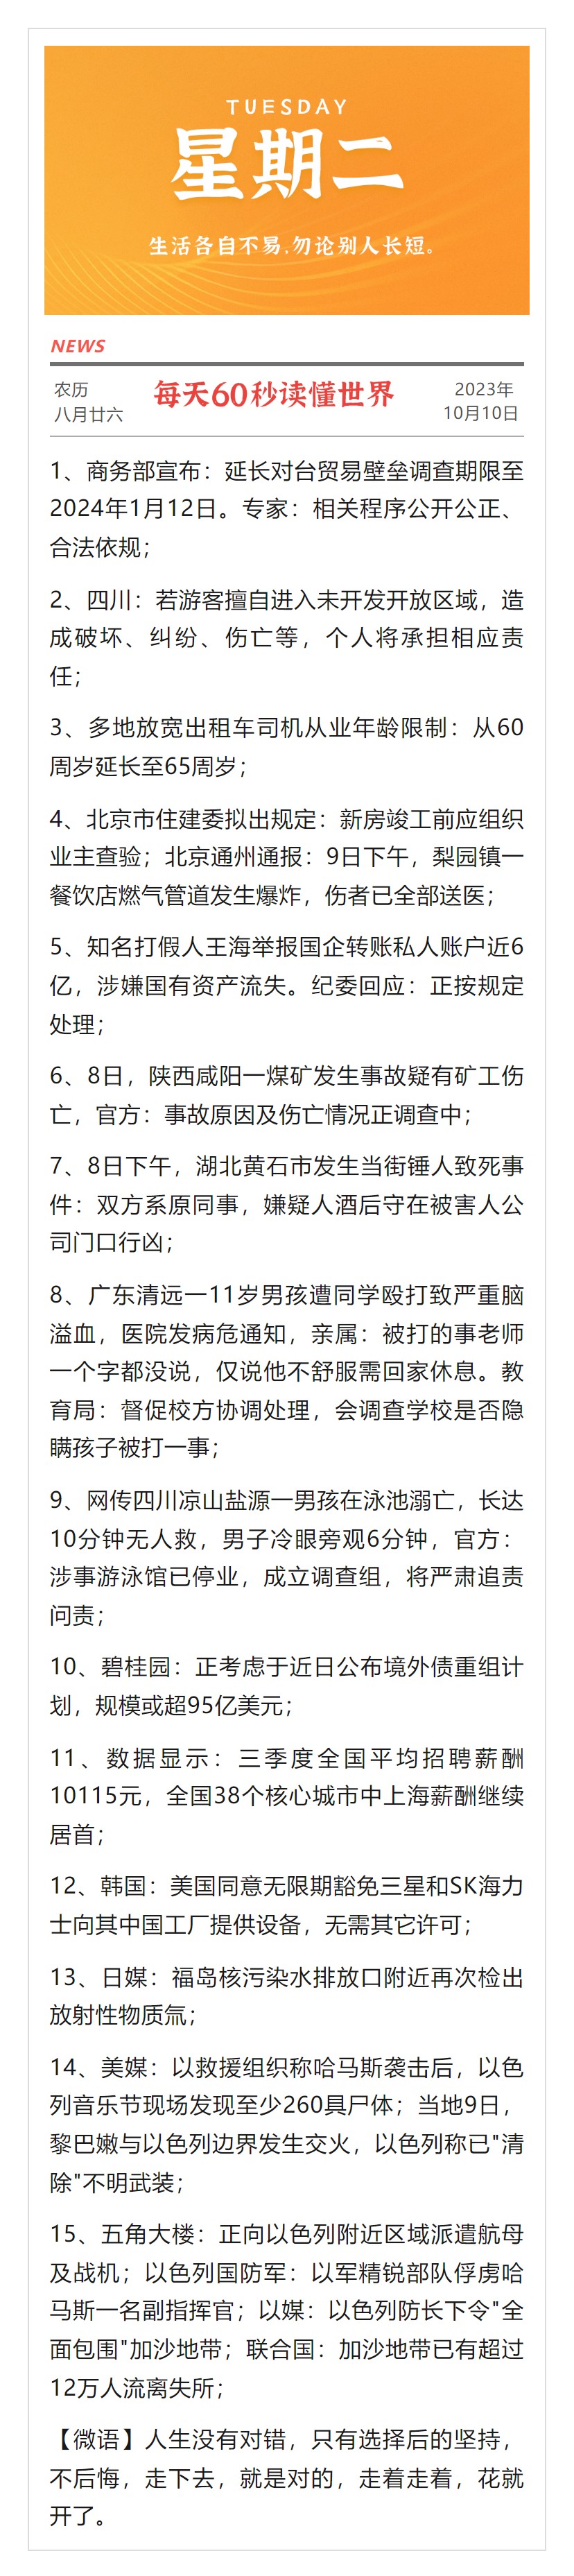 TUESDAY
星期二
生活各自不易,勿论别人长短。
NEWS
农历
八月廿六
每天60秒读懂世界
2023年
10月10日
1、商务部宣布：延长对台贸易壁垒调查期限至
2024年1月12日。专家：相关程序公开公正、
合法依规；
2、四川：若游客擅自进入未开发开放区域，造
成破坏、纠纷、伤亡等，个人将承担相应责
任；
3、多地放宽出租车司机从业年龄限制：从60
周岁延长至65周岁；
4、北京市住建委拟出规定：新房竣工前应组织
业主查验；北京通州通报：9日下午，梨园镇一
餐饮店燃气管道发生爆炸，伤者已全部送医；
5、知名打假人王海举报国企转账私人账户近6
亿，涉嫌国有资产流失。纪委回应：正按规定
处理；
6、8日，陕西咸阳一煤矿发生事故疑有矿工伤
亡，官方：事故原因及伤亡情况正调查中；
7、8日下午，湖北黄石市发生当街锤人致死事
件：双方系原同事，嫌疑人酒后守在被害人公
司门口行凶；
8、广东清远一11岁男孩遭同学殴打致严重脑
溢血，医院发病危通知，亲属：被打的事老师
一个字都没说，仅说他不舒服需回家休息。教
育局：督促校方协调处理，会调查学校是否隐
瞒孩子被打一事；
9、网传四川凉山盐源一男孩在泳池溺亡，长达
10分钟无人救，男子冷眼旁观6分钟，官方：
涉事游泳馆已停业，成立调查组，将严肃追责
问责；
10、碧桂园：正考虑于近日公布境外债重组计
划，规模或超95亿美元；
11、数据显示：三季度全国平均招聘薪酬
10115元，全国38个核心城市中上海薪酬继续
居首；
12、韩国：美国同意无限期豁免三星和SK海力
士向其中国工厂提供设备，无需其它许可；
13、日媒：福岛核污染水排放口附近再次检出
放射性物质氚；
14、美媒：以救援组织称哈马斯袭击后，以色
列音乐节现场发现至少260具尸体；当地9日，
黎巴嫩与以色列边界发生交火，以色列称已"清
除"不明武装；
15、五角大楼：正向以色列附近区域派遣航母
及战机；以色列国防军：以军精锐部队俘虏哈
马斯一名副指挥官；以媒：以色列防长下令"全
面包围"加沙地带；联合国：加沙地带已有超过
12万人流离失所；
【微语】人生没有对错，只有选择后的坚持，
不后悔，走下去，就是对的，走着走着，花就
开了。